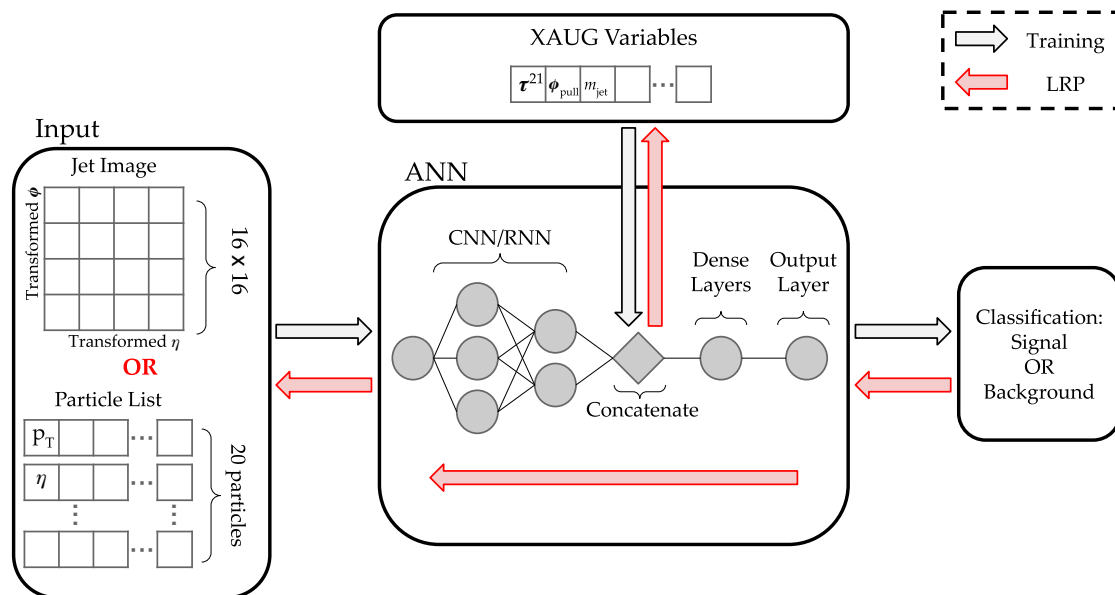 XAUG Variables
τ²¹ ϕpull mjet ...
Training
LRP
Input
Jet Image
Transformed ϕ
16 x 16
Transformed η
OR
Particle List
pT ...
η ...
...
20 particles
ANN
CNN/RNN
Dense
Layers
Output
Layer
Concatenate
Classification:
Signal
OR
Background